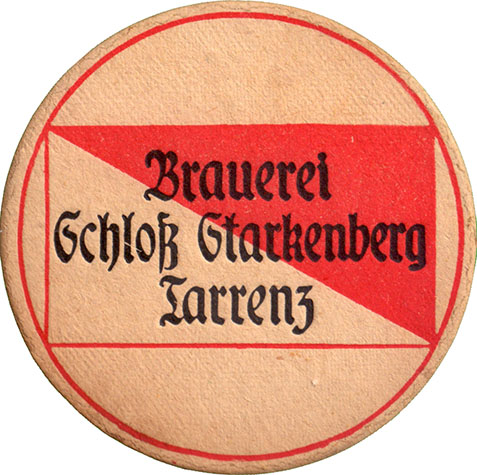 Brauerei
Schloß Starkenberg
Tarrenz